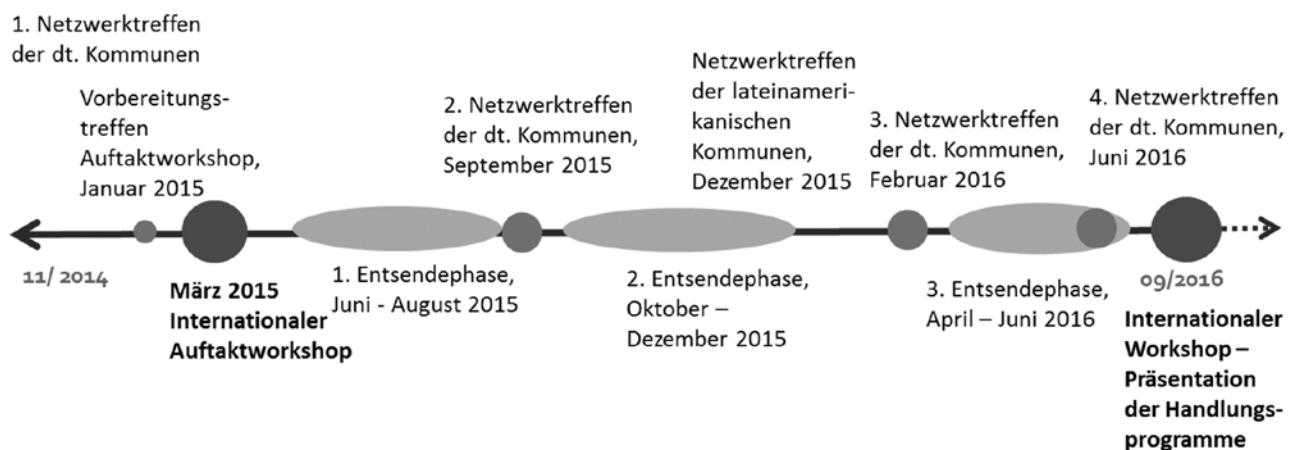 1. Netzwerktreffen
der dt. Kommunen
Vorbereitungs-
treffen
Auftaktworkshop,
Januar 2015
2. Netzwerktreffen
der dt. Kommunen,
September 2015
Netzwerktreffen
der lateinameri-
kanischen
Kommunen,
Dezember 2015
3. Netzwerktreffen
der dt. Kommunen,
Februar 2016
4. Netzwerktreffen
der dt. Kommunen,
Juni 2016
11/ 2014
März 2015
Internationaler
Auftaktworkshop
1. Entsendephase,
Juni - August 2015
2. Entsendephase,
Oktober –
Dezember 2015
3. Entsendephase,
April – Juni 2016
09/2016
Internationaler
Workshop –
Präsentation
der Handlungs-
programme